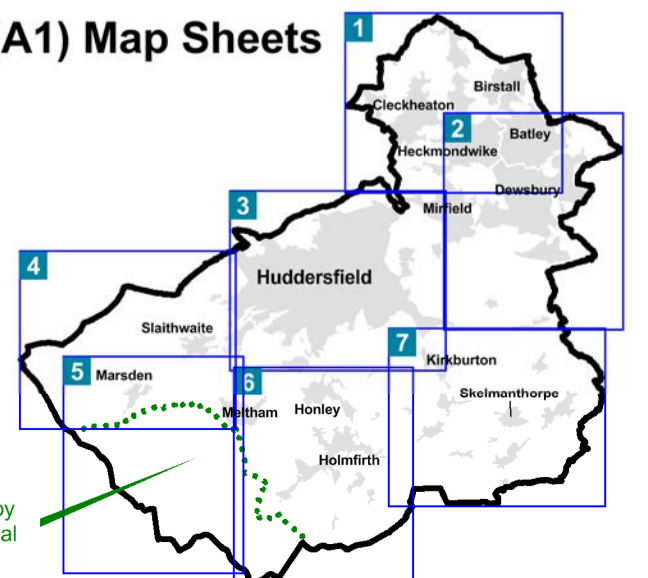 (A1) Map Sheets
1
Birstall
Cleckheaton
2
Batley
Heckmondwike
Dewsbury
3
Mirfield
4
Huddersfield
Slaithwaite
7
Kirkburton
5
Marsden
6
Skelmanthorpe
Meltham
Honley
Holmfirth
al